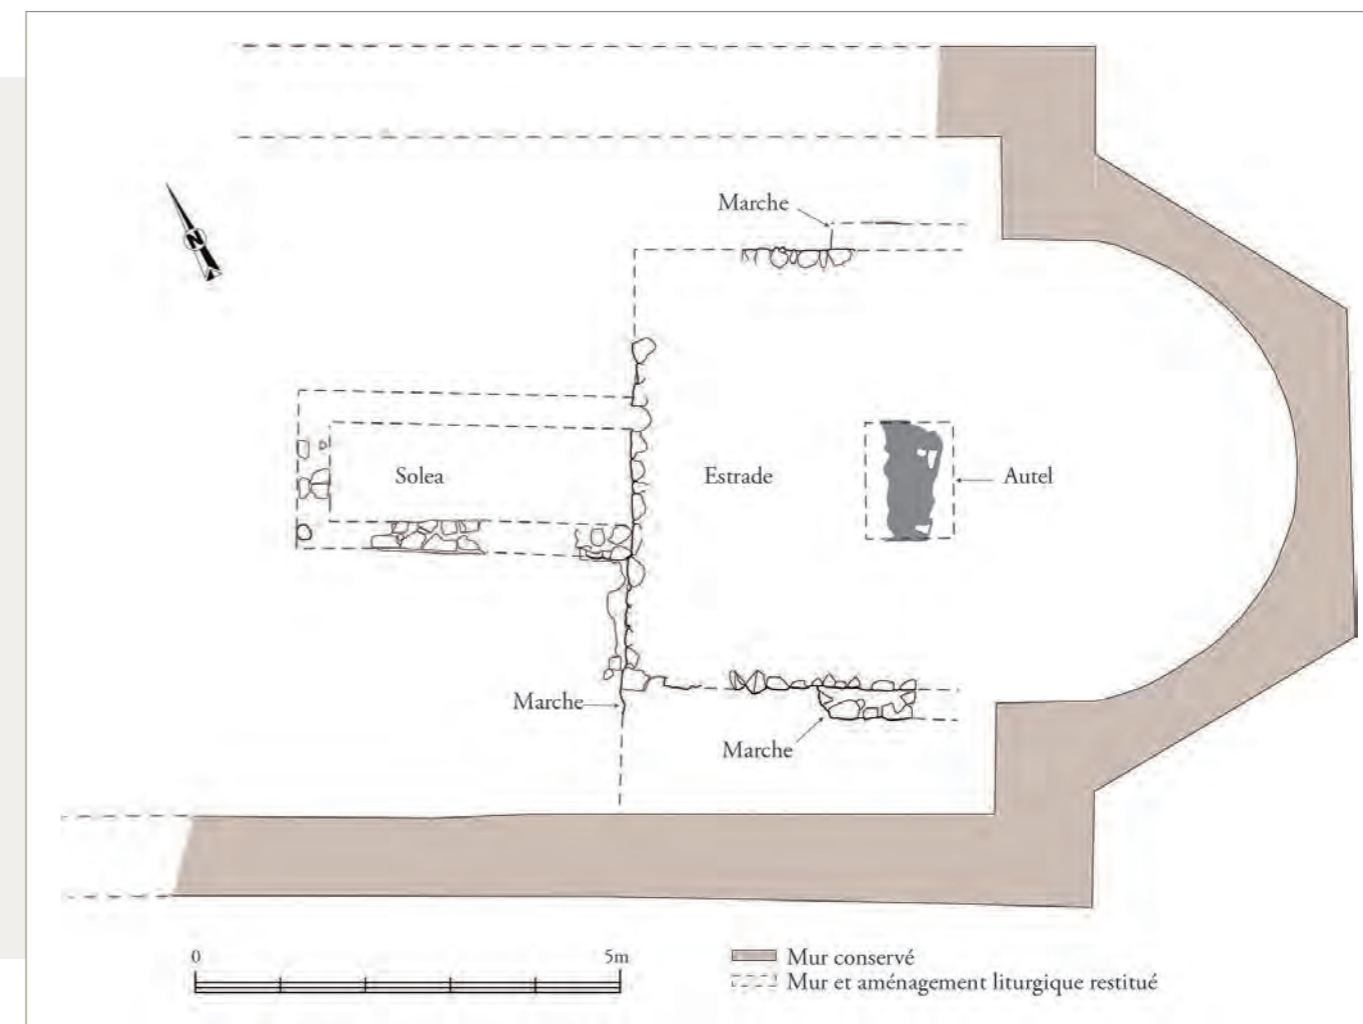 Marche
N
Solea
Estrade
Autel
Marche
Marche
0 5m
Mur conservé
Mur et aménagement liturgique restitué